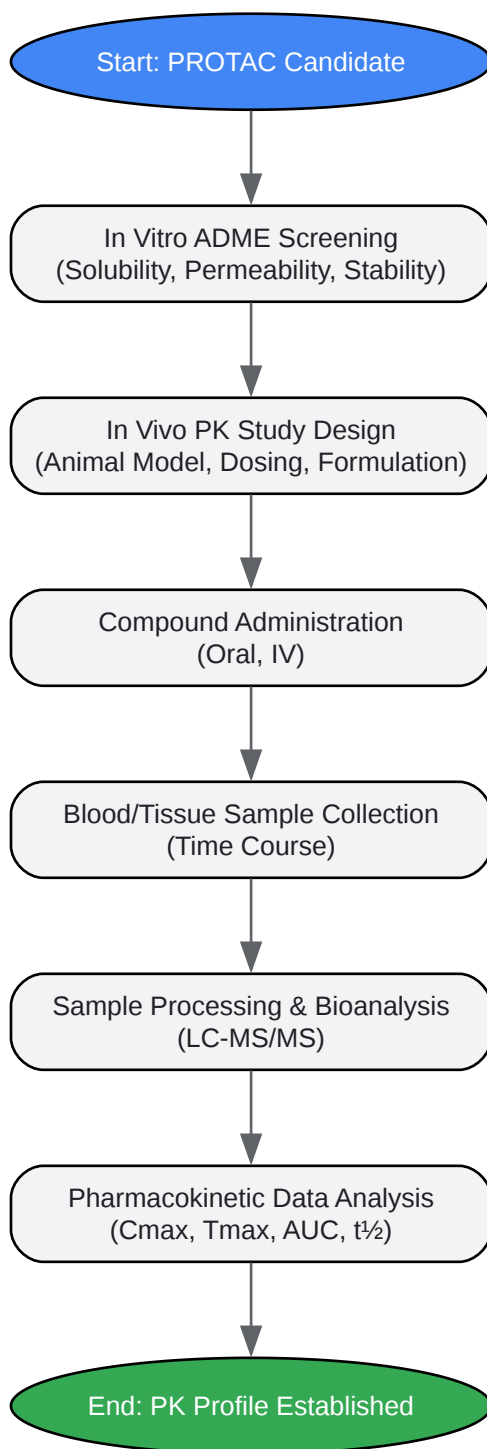 Start: PROTAC Candidate
In Vitro ADME Screening
(Solubility, Permeability, Stability)
In Vivo PK Study Design
(Animal Model, Dosing, Formulation)
Compound Administration
(Oral, IV)
Blood/Tissue Sample Collection
(Time Course)
Sample Processing & Bioanalysis
(LC-MS/MS)
Pharmacokinetic Data Analysis
(Cmax, Tmax, AUC, t½)
End: PK Profile Established